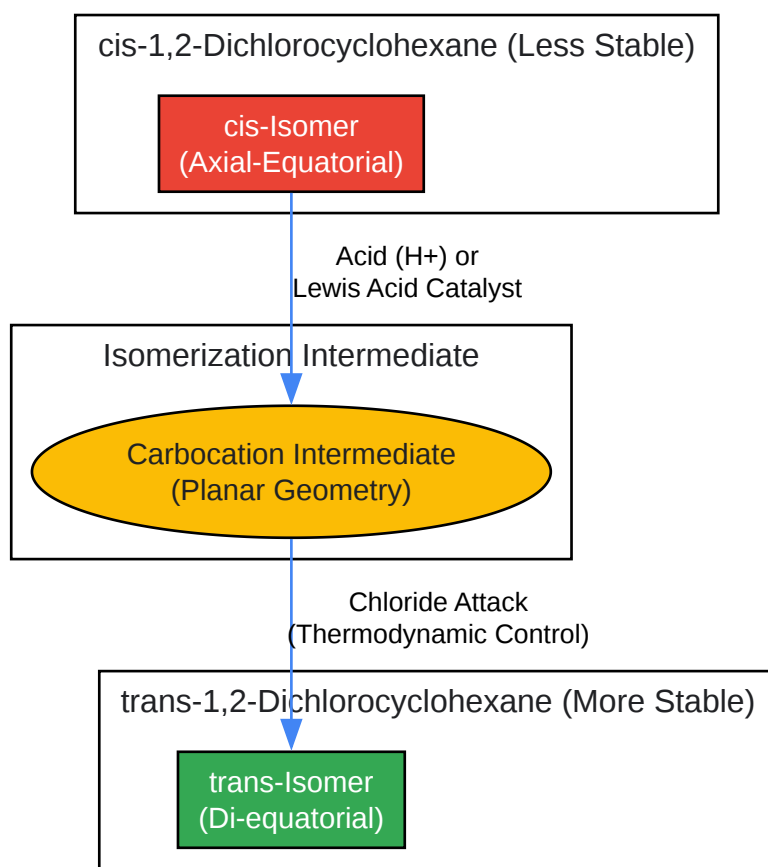 cis-1,2-Dichlorocyclohexane (Less Stable)
cis-Isomer
(Axial-Equatorial)
Acid (H+) or
Lewis Acid Catalyst
Isomerization Intermediate
Carbocation Intermediate
(Planar Geometry)
Chloride Attack
(Thermodynamic Control)
trans-1,2-Dichlorocyclohexane (More Stable)
trans-Isomer
(Di-equatorial)